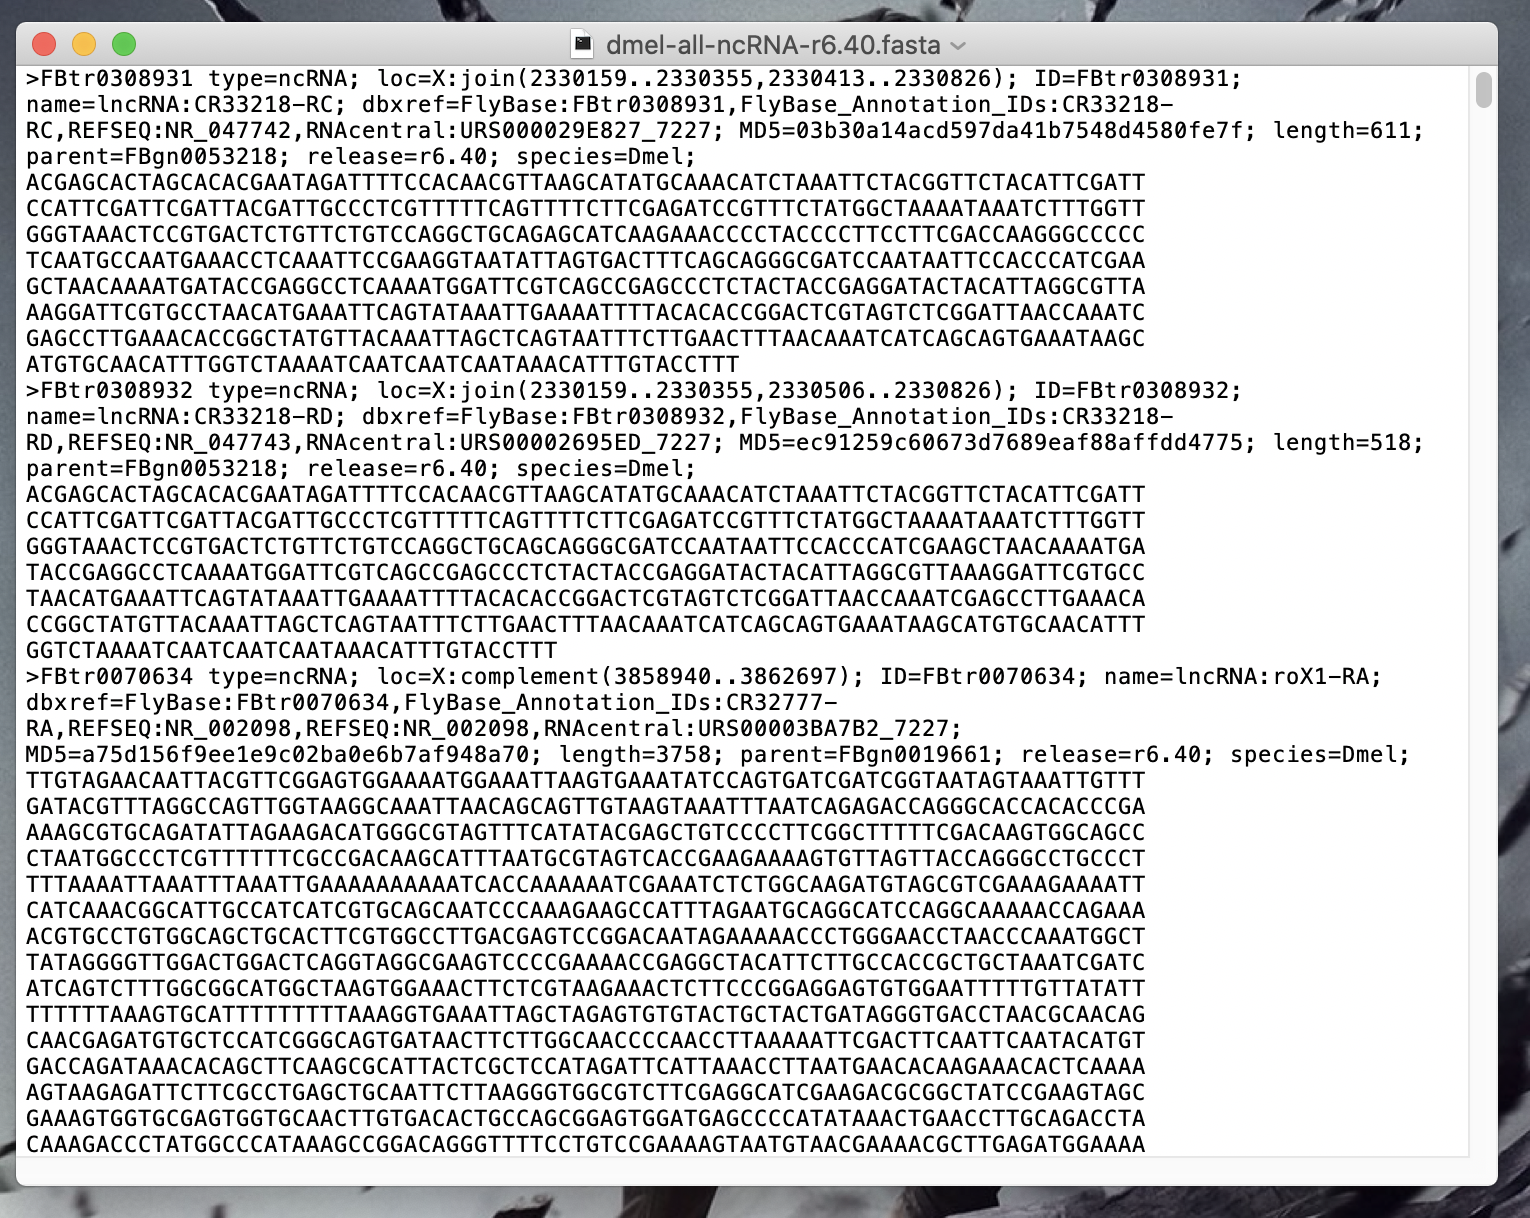 dmel-all-ncRNA-r6.40.fasta
>FBtr0308931 type=ncRNA; loc=X:join(2330159..2330355,2330413..2330826); ID=FBtr0308931;
name=lncRNA:CR33218-RC; dbxref=FlyBase:FBtr0308931,FlyBase_Annotation_IDs:CR33218-
RC,REFSEQ:NR_047742,RNAcentral:URS000029E827_7227; MD5=03b30a14acd597da41b7548d4580fe7f; length=611;
parent=FBgn0053218; release=r6.40; species=Dmel;
ACGAGCACTAGCACACGAATAGATTTTCCACAACGTTAAGCATATGCAAACATCTAAATTCTACGGTTCTACATTCGATT
CCATTCGATTCGATTACGATTGCCCTCGTTTTTCAGTTTTCTTCGAGATCCGTTTCTATGGCTAAAATAAATCTTTGGTT
GGGTAAACTCCGTGACTCTGTTCTGTCCAGGCTGCAGAGCATCAAGAAACCCCTACCCCTTCCTTCGACCAAGGGCCCCC
TCAATGCCAATGAAACCTCAAATTCCGAAGGTAATATTAGTGACTTTCAGCAGGGCGATCCAATAATTCCACCCATCGAA
GCTAACAAAATGATACCGAGGCCTCAAAATGGATTCGTCAGCCGAGCCCTCTACTACCGAGGATACTACATTAGGCGTTA
AAGGATTCGTGCCTAACATGAAATTCAGTATAAATTGAAAATTTTACACACCGGACTCGTAGTCTCGGATTAACCAAATC
GAGCCTTGAAACACCGGCTATGTTACAAATTAGCTCAGTAATTTCTTGAACTTTAACAAATCATCAGCAGTGAAATAAGC
ATGTGCAACATTTGGTCTAAAATCAATCAATCAATAAACATTTGTACCTTT
>FBtr0308932 type=ncRNA; loc=X:join(2330159..2330355,2330506..2330826); ID=FBtr0308932;
name=lncRNA:CR33218-RD; dbxref=FlyBase:FBtr0308932,FlyBase_Annotation_IDs:CR33218-
RD,REFSEQ:NR_047743,RNAcentral:URS00002695ED_7227; MD5=ec91259c60673d7689eaf88affdd4775; length=518;
parent=FBgn0053218; release=r6.40; species=Dmel;
ACGAGCACTAGCACACGAATAGATTTTCCACAACGTTAAGCATATGCAAACATCTAAATTCTACGGTTCTACATTCGATT
CCATTCGATTCGATTACGATTGCCCTCGTTTTTCAGTTTTCTTCGAGATCCGTTTCTATGGCTAAAATAAATCTTTGGTT
GGGTAAACTCCGTGACTCTGTTCTGTCCAGGCTGCAGCAGGGCGATCCAATAATTCCACCCATCGAAGCTAACAAAATGA
TACCGAGGCCTCAAAATGGATTCGTCAGCCGAGCCCTCTACTACCGAGGATACTACATTAGGCGTTAAAGGATTCGTGCC
TAACATGAAATTCAGTATAAATTGAAAATTTTACACACCGGACTCGTAGTCTCGGATTAACCAAATCGAGCCTTGAAACA
CCGGCTATGTTACAAATTAGCTCAGTAATTTCTTGAACTTTAACAAATCATCAGCAGTGAAATAAGCATGTGCAACATTT
GGTCTAAAATCAATCAATCAATAAACATTTGTACCTTT
>FBtr0070634 type=ncRNA; loc=X:complement(3858940..3862697); ID=FBtr0070634; name=lncRNA:roX1-RA;
dbxref=FlyBase:FBtr0070634,FlyBase_Annotation_IDs:CR32777-
RA,REFSEQ:NR_002098,REFSEQ:NR_002098,RNAcentral:URS00003BA7B2_7227;
MD5=a75d156f9ee1e9c02ba0e6b7af948a70; length=3758; parent=FBgn0019661; release=r6.40; species=Dmel;
TTGTAGAACAATTACGTTCGGAGTGGAAAATGGAAATTAAGTGAAATATCCAGTGATCGATCGGTAATAGTAAATTGTTT
GATACGTTTAGGCCAGTTGGTAAGGCAAATTAACAGCAGTTGTAAGTAAATTTAATCAGAGACCAGGGCACCACACCCGA
AAAGCGTGCAGATATTAGAAGACATGGGCGTAGTTTCATATACGAGCTGTCCCCTTCGGCTTTTTCGACAAGTGGCAGCC
CTAATGGCCCTCGTTTTTTCGCCGACAAGCATTTAATGCGTAGTCACCGAAGAAAAGTGTTAGTTACCAGGGCCTGCCCT
TTTAAAATTAAATTTAAATTGAAAAAAAAAATCACCAAAAAATCGAAATCTCTGGCAAGATGTAGCGTCGAAAGAAAATT
CATCAAACGGCATTGCCATCATCGTGCAGCAATCCCAAAGAAGCCATTTAGAATGCAGGCATCCAGGCAAAAACCAGAAA
ACGTGCCTGTGGCAGCTGCACTTCGTGGCCTTGACGAGTCCGGACAATAGAAAAACCCTGGGAACCTAACCCAAATGGCT
TATAGGGGTTGGACTGGACTCAGGTAGGCGAAGTCCCCGAAAACCGAGGCTACATTCTTGCCACCGCTGCTAAATCGATC
ATCAGTCTTTGGCGGCATGGCTAAGTGGAAACTTCTCGTAAGAAACTCTTCCCGGAGGAGTGTGGAATTTTTGTTATATT
TTTTTTAAAGTGCATTTTTTTTTAAAGGTGAAATTAGCTAGAGTGTGTACTGCTACTGATAGGGTGACCTAACGCAACAG
CAACGAGATGTGCTCCATCGGGCAGTGATAACTTCTTGGCAACCCCAACCTTAAAAATTCGACTTCAATTCAATACATGT
GACCAGATAAACACAGCTTCAAGCGCATTACTCGCTCCATAGATTCATTAAACCTTAATGAACACAAGAAACACTCAAAA
AGTAAGAGATTCTTCGCCTGAGCTGCAATTCTTAAGGGTGGCGTCTTCGAGGCATCGAAGACGCGGCTATCCGAAGTAGC
GAAAGTGGTGCGAGTGGTGCAACTTGTGACACTGCCAGCGGAGTGGATGAGCCCCATATAAACTGAACCTTGCAGACCTA
CAAAGACCCTATGGCCCATAAAGCCGGACAGGGTTTTCCTGTCCGAAAAGTAATGTAACGAAAACGCTTGAGATGGAAAA